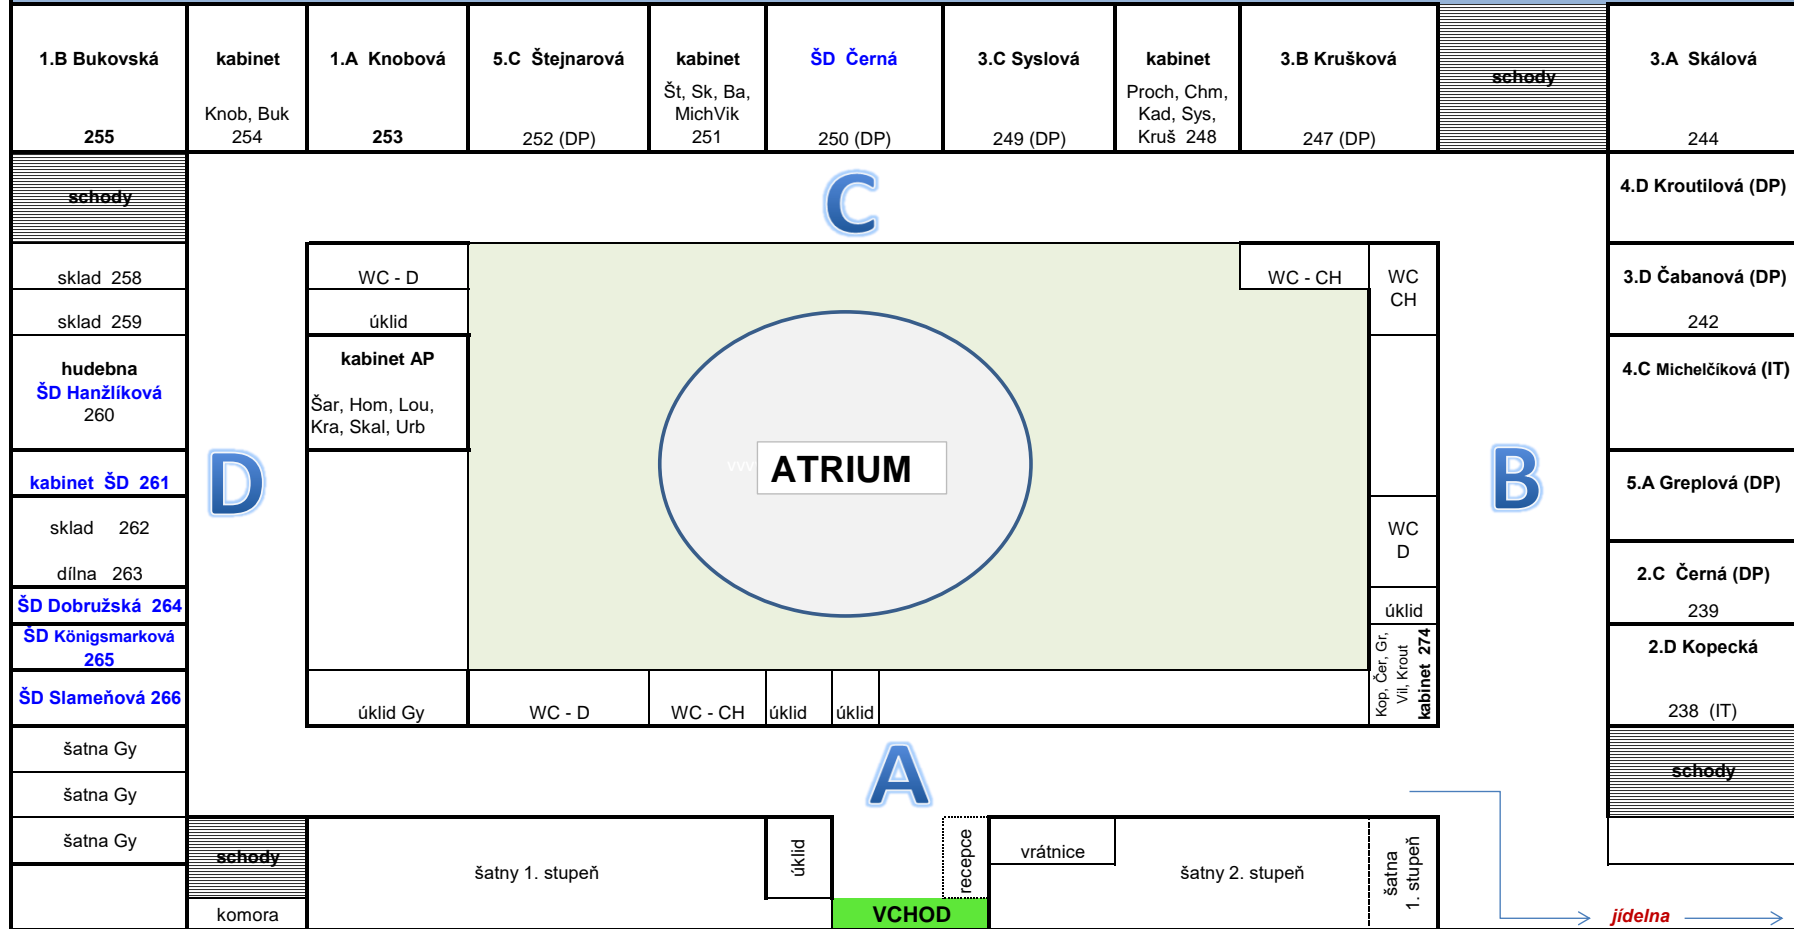 1.B Bukovská
255
kabinet
Knob, Buk
254
1.A Knobová
253
5.C Štejnarová
252 (DP)
kabinet
Št, Sk, Ba,
MichVik
251
ŠD Černá
250 (DP)
3.C Syslová
249 (DP)
kabinet
Proch, Chm,
Kad, Sys,
Kruš 248
3.B Krušková
247 (DP)
schody
3.A Skálová
244
schody
C
4.D Kroutilová (DP)
sklad 258
sklad 259
WC - D
úklid
WC - CH
WC
CH
3.D Čabanová (DP)
242
hudebna
ŠD Hanžlíková
260
kabinet AP
Šar, Hom, Lou,
Kra, Skal, Urb
4.C Michelčíková (IT)
kabinet ŠD 261
D
vvv
ATRIUM
B
5.A Greplová (DP)
sklad 262
dílna 263
WC
D
2.C Černá (DP)
239
ŠD Dobružská 264
úklid
ŠD Königsmarková
265
Kop, Čer, Gr,
Vil, Krout
kabinet 274
2.D Kopecká
238 (IT)
ŠD Slameňová 266
úklid Gy
WC - D
WC - CH
úklid
úklid
šatna Gy
šatna Gy
šatna Gy
A
schody
schody
komora
šatny 1. stupeň
úklid
recepce
VCHOD
vrátnice
šatny 2. stupeň
šatna
1. stupeň
jídelna